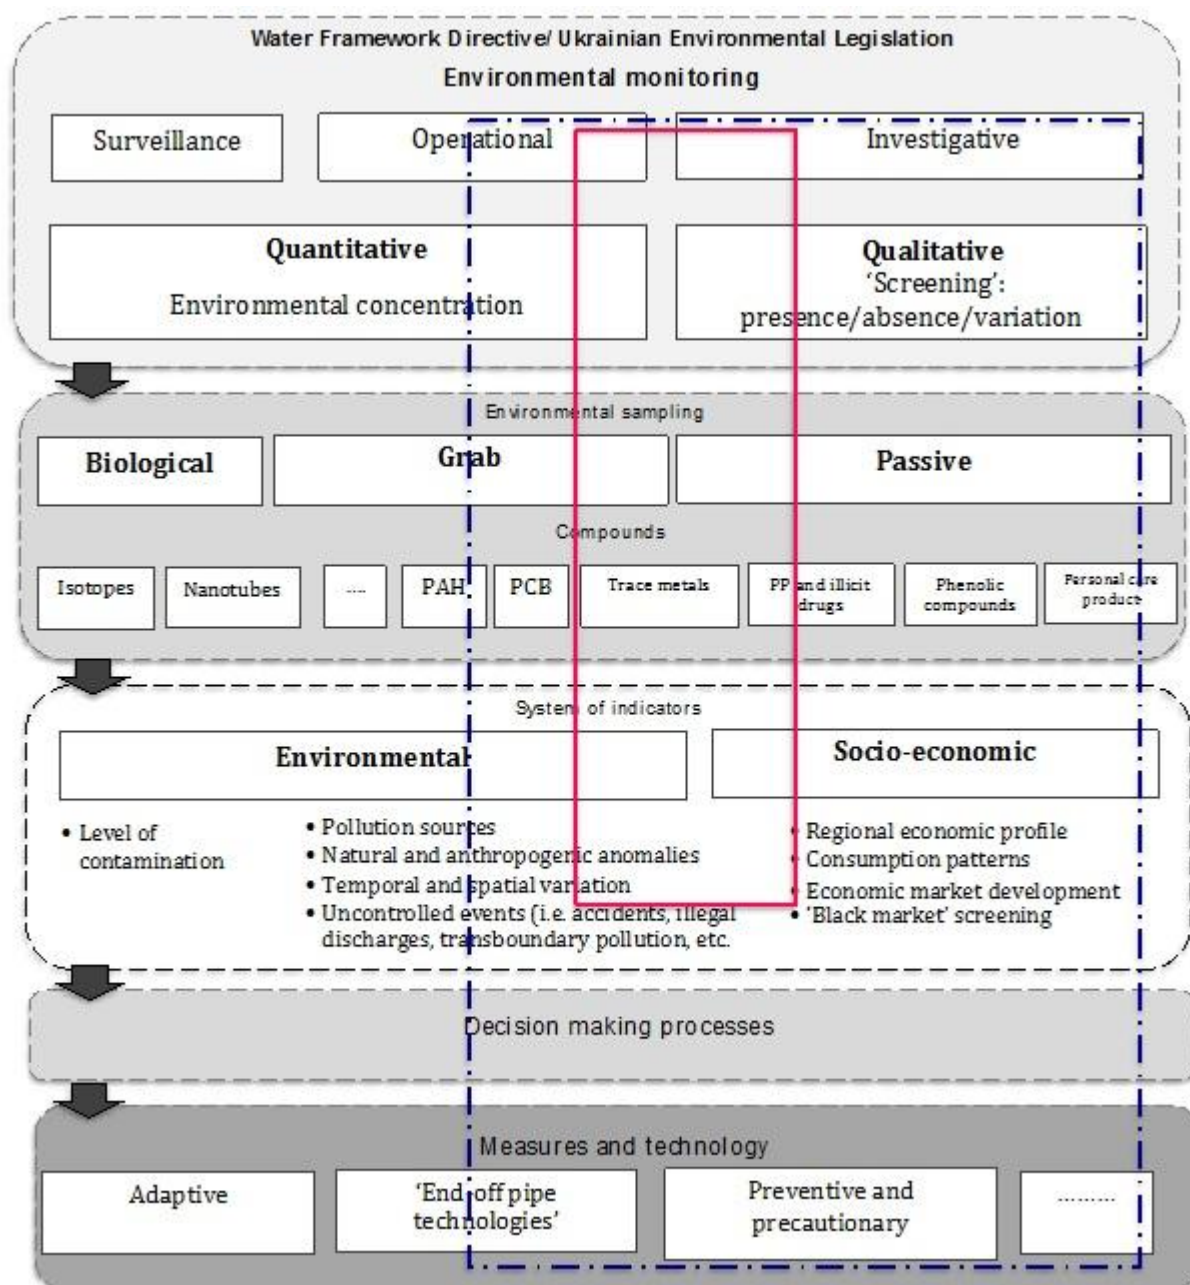 Water Framework Directive/ Ukrainian Environmental Legislation
Environmental monitoring
Surveillance
Operational
Investigative
Quantitative
Environmental concentration
Qualitative
‘Screening’:
presence/absence/variation
Environmental sampling
Biological
Grab
Passive
Compounds
Isotopes
Nanotubes
....
PAH
PCB
Trace metals
PP and illicit
drugs
Phenolic
compounds
Personal care
product
System of indicators
Environmental
Socio-economic
• Level of
contamination
• Pollution sources
• Natural and anthropogenic anomalies
• Temporal and spatial variation
• Uncontrolled events (i.e. accidents, illegal
discharges, transboundary pollution, etc.
• Regional economic profile
• Consumption patterns
• Economic market development
• ‘Black market’ screening
Decision making processes
Measures and technology
Adaptive
‘End-off pipe
technologies’
Preventive and
precautionary
.........